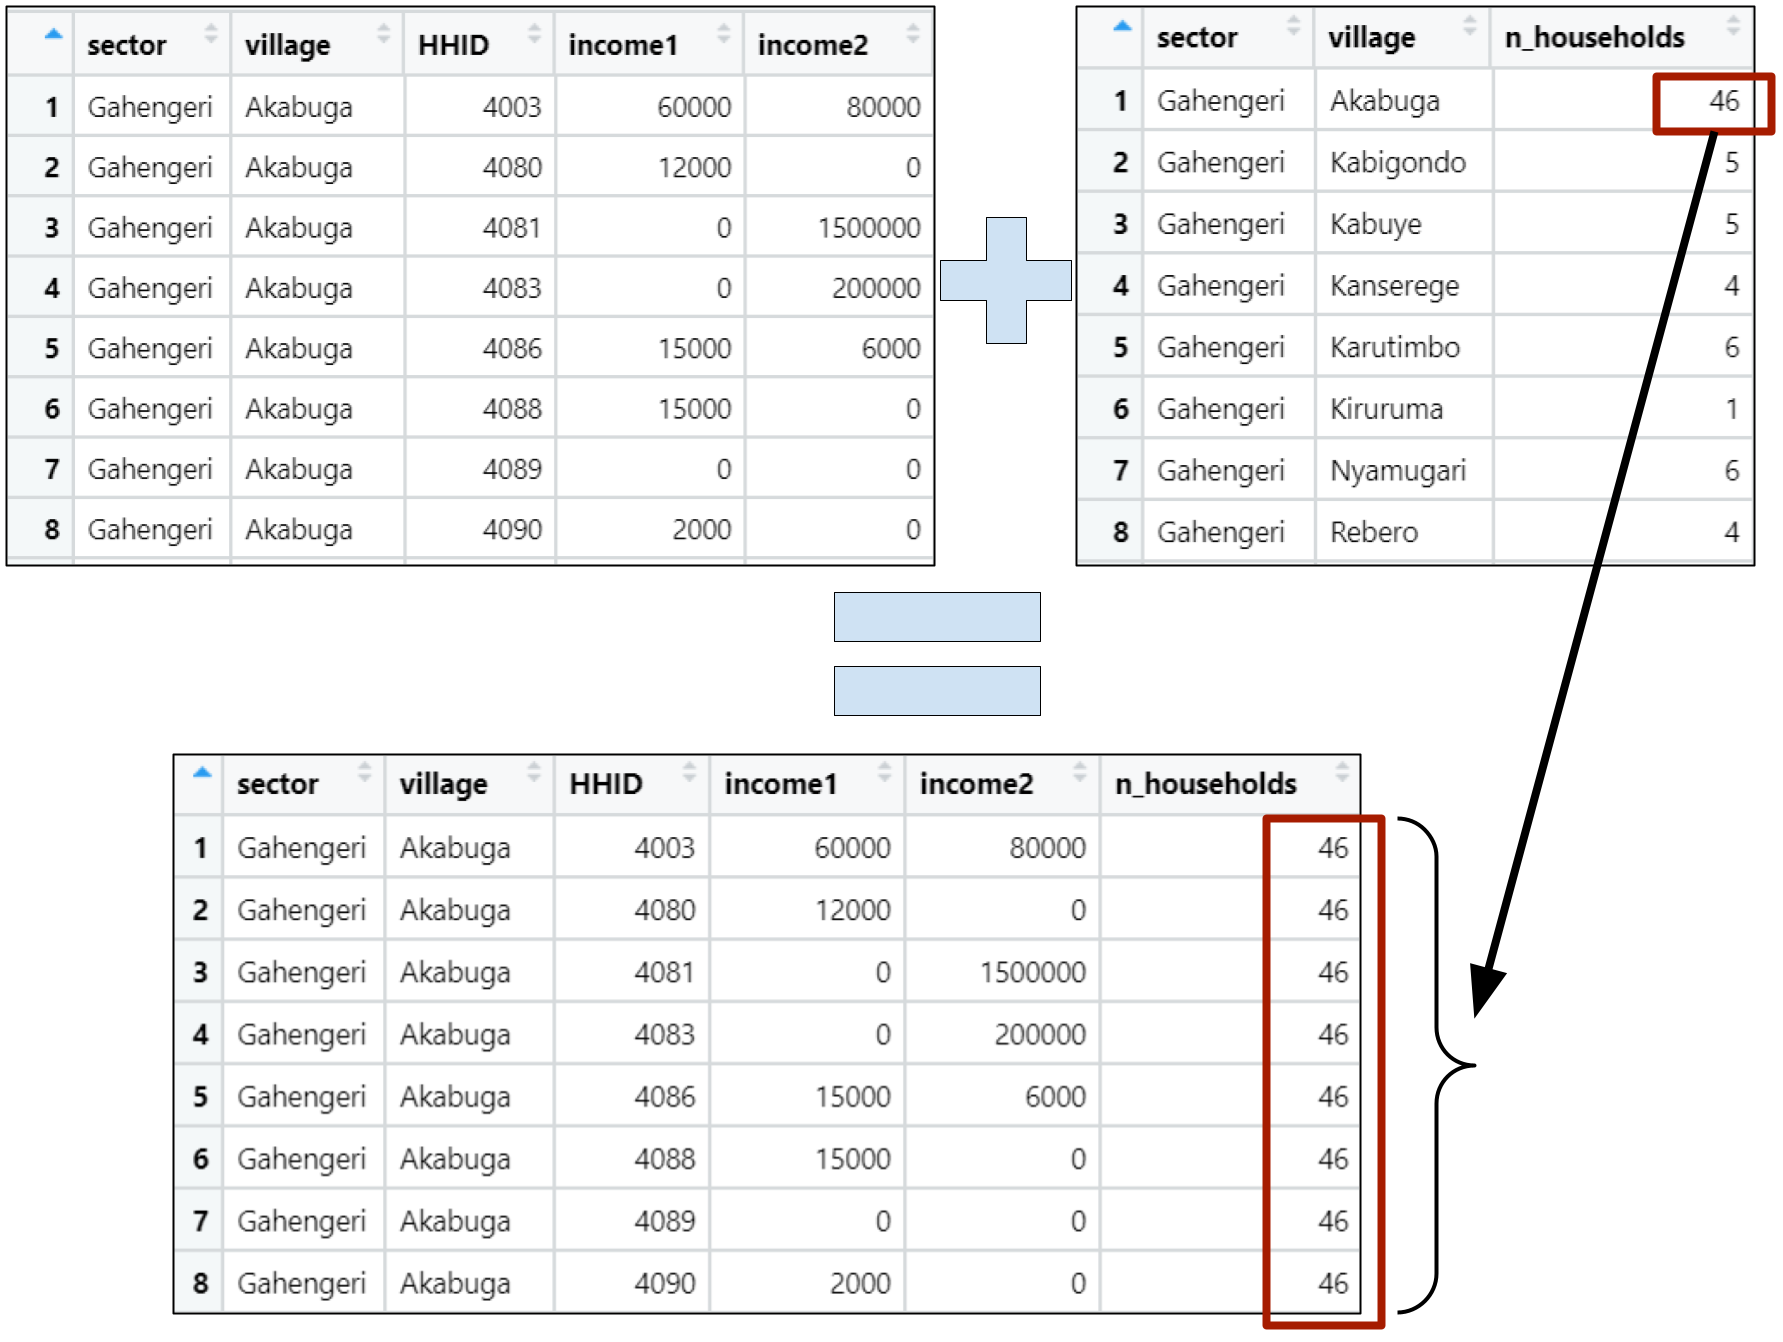 sector village HHID income1 income2
1 Gahengeri Akabuga 4003 60000 80000
2 Gahengeri Akabuga 4080 12000 0
3 Gahengeri Akabuga 4081 0 1500000
4 Gahengeri Akabuga 4083 0 200000
5 Gahengeri Akabuga 4086 15000 6000
6 Gahengeri Akabuga 4088 15000 0
7 Gahengeri Akabuga 4089 0 0
8 Gahengeri Akabuga 4090 2000 0
sector village n_households
1 Gahengeri Akabuga 46
2 Gahengeri Kabigondo 5
3 Gahengeri Kabuye 5
4 Gahengeri Kanserege 4
5 Gahengeri Karutimbo 6
6 Gahengeri Kiruruma 1
7 Gahengeri Nyamugari 6
8 Gahengeri Rebero 4
sector village HHID income1 income2 n_households
1 Gahengeri Akabuga 4003 60000 80000 46
2 Gahengeri Akabuga 4080 12000 0 46
3 Gahengeri Akabuga 4081 0 1500000 46
4 Gahengeri Akabuga 4083 0 200000 46
5 Gahengeri Akabuga 4086 15000 6000 46
6 Gahengeri Akabuga 4088 15000 0 46
7 Gahengeri Akabuga 4089 0 0 46
8 Gahengeri Akabuga 4090 2000 0 46